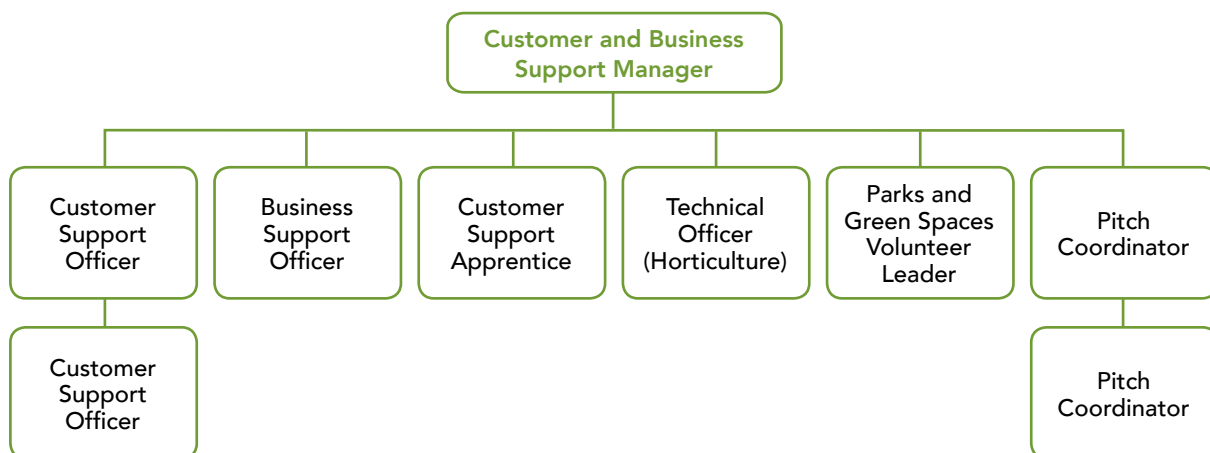 Customer and Business
Support Manager
Customer
Support
Officer
Business
Support
Officer
Customer
Support
Apprentice
Technical
Officer
(Horticulture)
Parks and
Green Spaces
Volunteer
Leader
Pitch
Coordinator
Customer
Support
Officer
Pitch
Coordinator